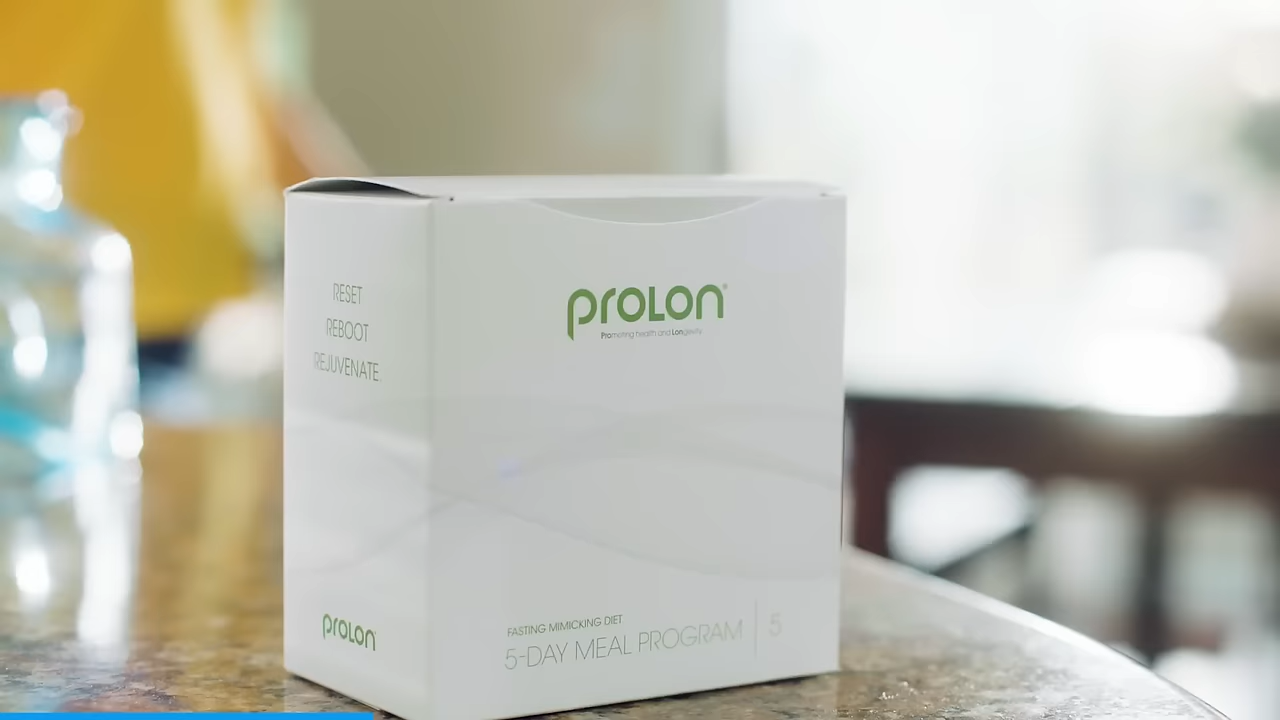 RESET
REBOOT
REJUVENATE.
PROLON
PROLON®
Promoting health and Longevity
FASTING MIMICKING DIET
5-DAY MEAL PROGRAM | 5